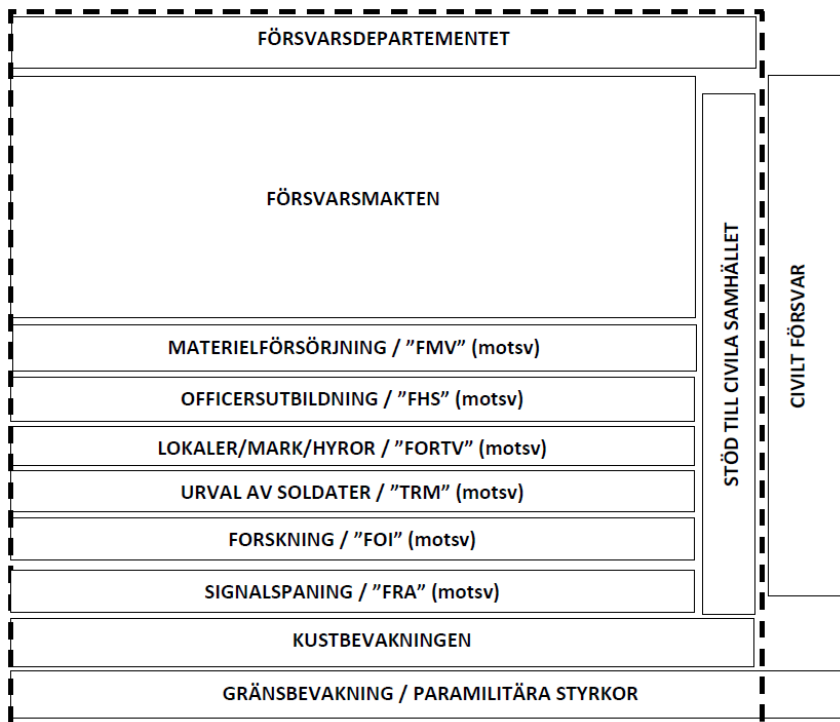 FÖRSVARSDEPARTEMENTET
FÖRSVARSMAKTEN
MATERIELFÖRSÖRJNING / ”FMV” (motsv)
OFFICERSUTBILDNING / ”FHS” (motsv)
LOKALER/MARK/HYROR / ”FORTV” (motsv)
URVAL AV SOLDATER / ”TRM” (motsv)
FORSKNING / ”FOI” (motsv)
SIGNALSPANING / ”FRA” (motsv)
STÖD TILL CIVILA SAMHÄLLET
CIVILT FÖRSVAR
KUSTBEVAKNINGEN
GRÄNSBEVAKNING / PARAMILITÄRA STYRKOR